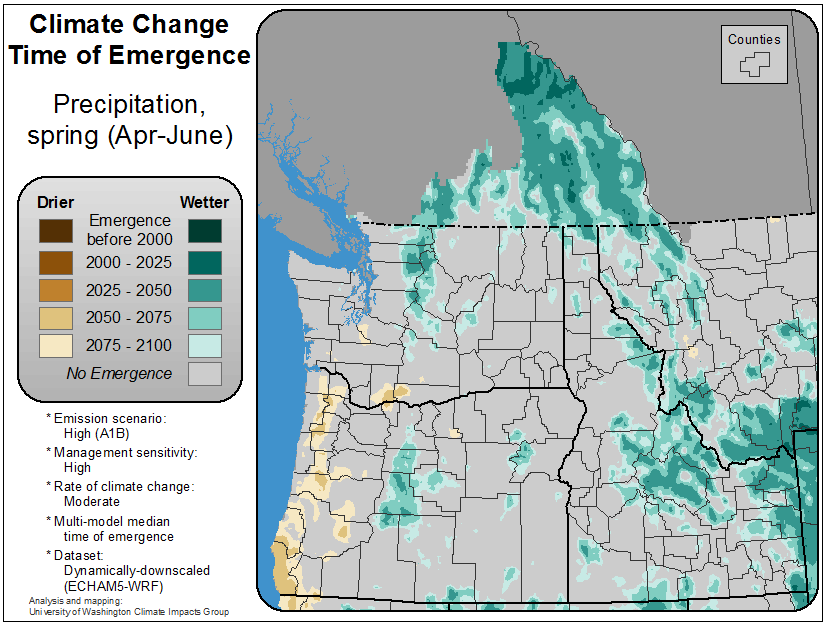 Climate Change
Time of Emergence
Precipitation,
spring (Apr-June)
Drier Wetter
Emergence
before 2000
2000 - 2025
2025 - 2050
2050 - 2075
2075 - 2100
No Emergence
* Emission scenario:
High (A1B)
* Management sensitivity:
High
* Rate of climate change:
Moderate
* Multi-model median
time of emergence
* Dataset:
Dynamically-downscaled
(ECHAM5-WRF)
Analysis and mapping:
University of Washington Climate Impacts Group
Counties